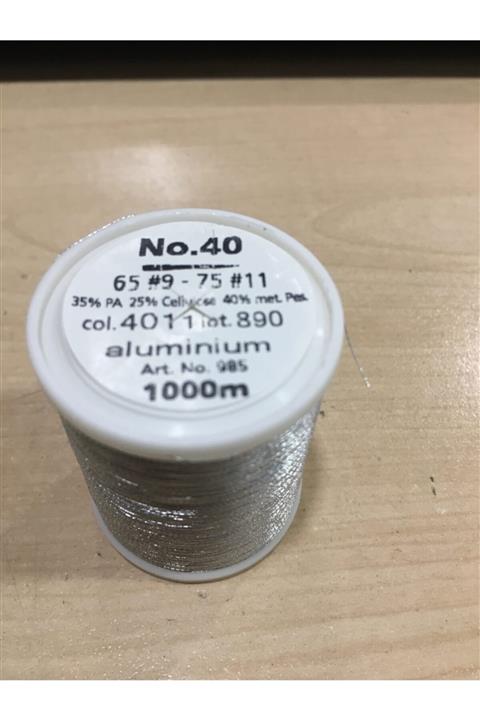 No.40
65 #9 - 75 #11
35% PA 25% Cellulose 40% met. Pes.
col. 4011 lot. 890
aluminium
Art. No. 985
1000m